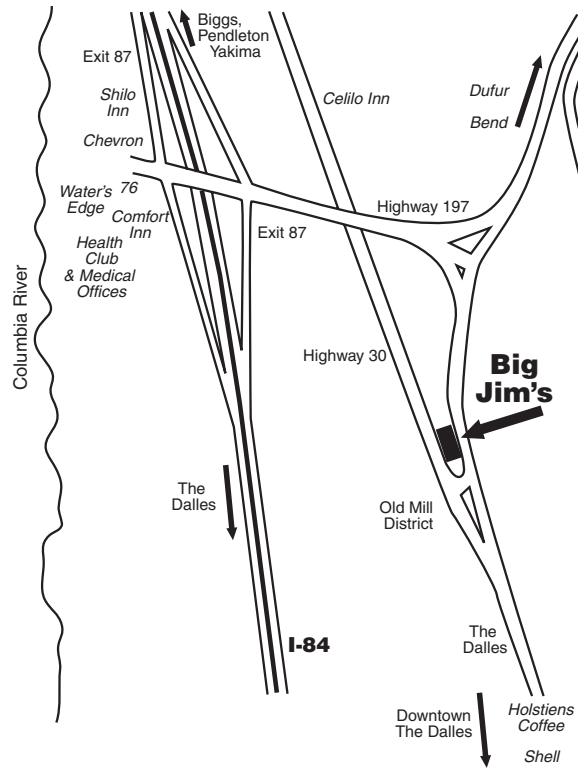 Biggs,
Pendleton
Yakima
Exit 87
Shilo
Inn
Chevron
Celilo Inn
Dufur
Bend
Water's
Edge
76
Comfort
Inn
Health
Club
& Medical
Offices
Highway 197
Exit 87
Columbia River
Highway 30
Big
Jim's
The
Dalles
Old Mill
District
I-84
The
Dalles
Downtown
The Dalles
Holstiens
Coffee
Shell